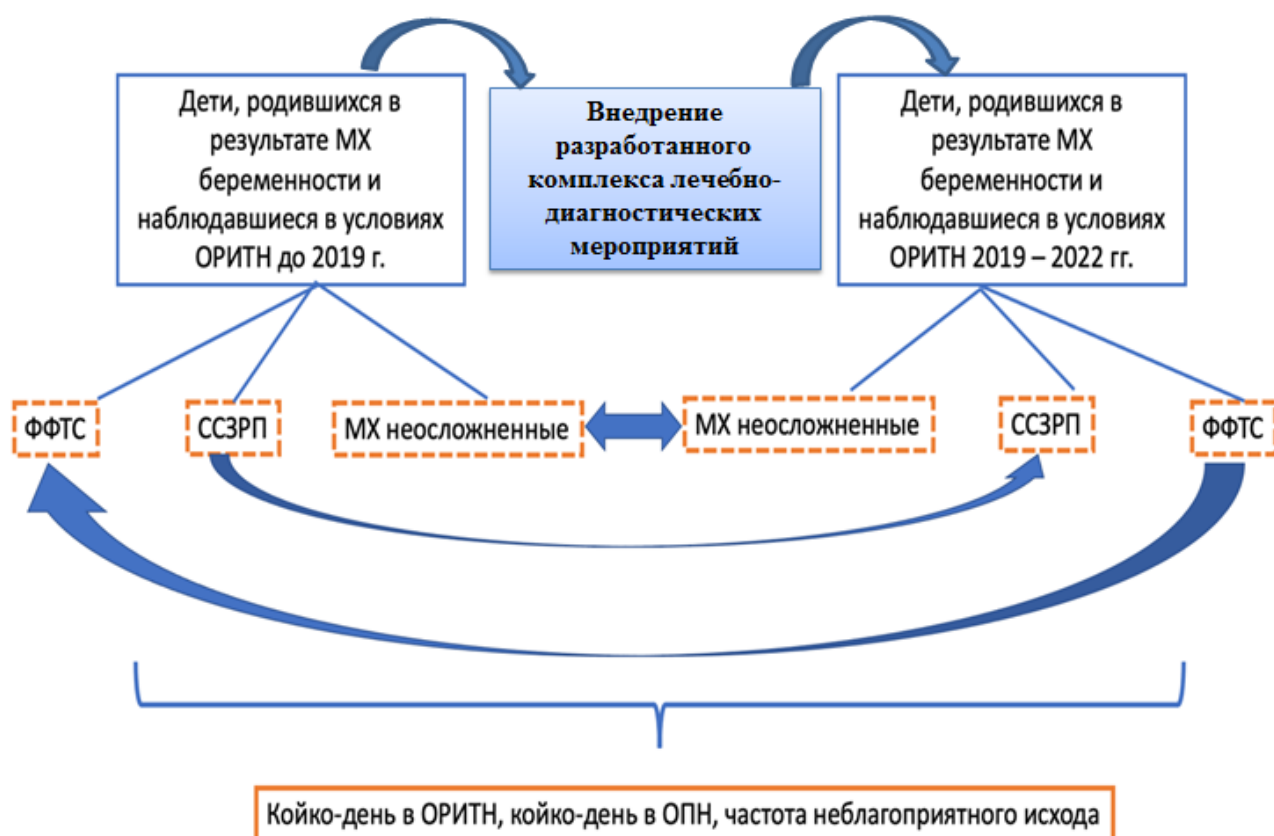 Дети, родившихся в
результате МХ
беременности и
наблюдавшиеся в условиях
ОРИТН до 2019 г.
Внедрение
разработанного
комплекса лечебно-
диагностических
мероприятий
Дети, родившихся в
результате МХ
беременности и
наблюдавшиеся в условиях
ОРИТН 2019 – 2022 гг.
ФФТС
ССЗРП
МХ неосложненные
МХ неосложненные
ССЗРП
ФФТС
Койко-день в ОРИТН, койко-день в ОПН, частота неблагоприятного исхода